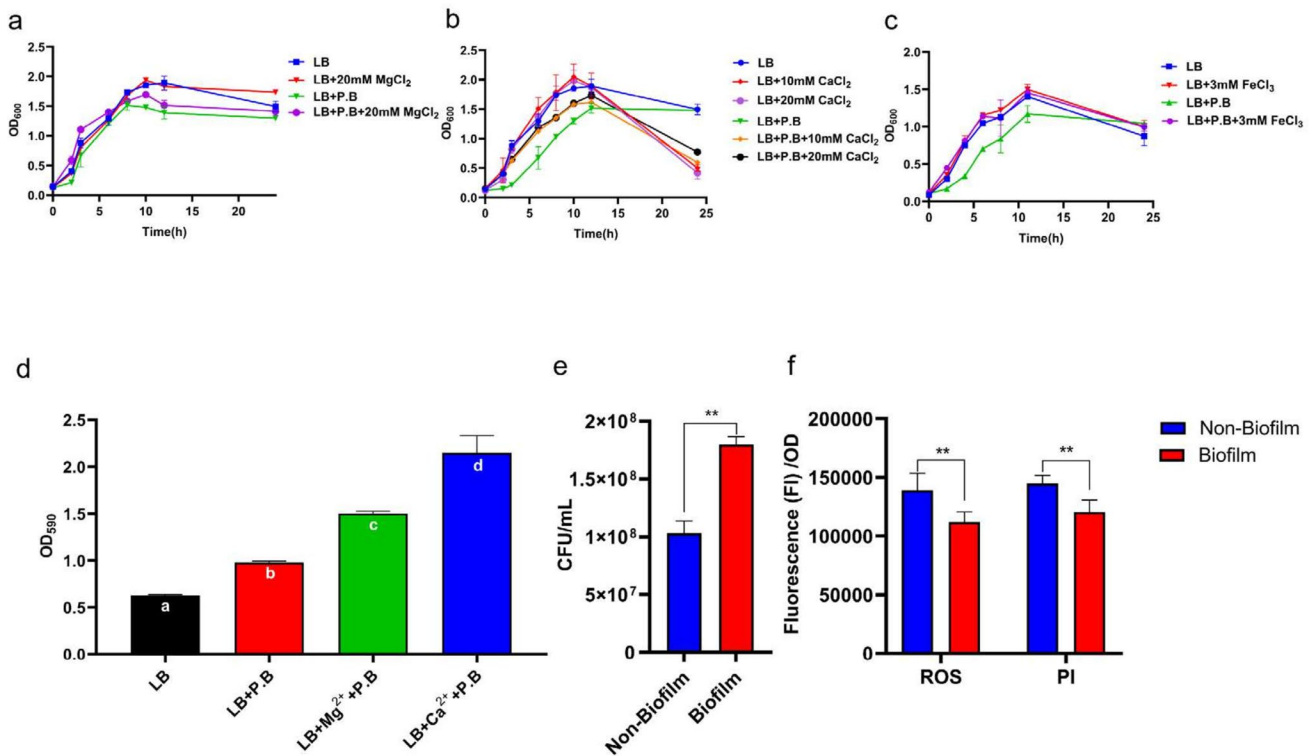 a
2.5
2.0
1.5
1.0
0.5
0.0
OD600
0 5 10 15 20
Time(h)
LB
LB+20mM MgCl2
LB+P.B
LB+P.B+20mM MgCl2
b
2.5
2.0
1.5
1.0
0.5
0.0
OD600
0 5 10 15 20 25
Time(h)
LB
LB+10mM CaCl2
LB+20mM CaCl2
LB+P.B
LB+P.B+10mM CaCl2
LB+P.B+20mM CaCl2
c
2.0
1.5
1.0
0.5
0.0
OD600
0 5 10 15 20 25
Time(h)
LB
LB+3mM FeCl3
LB+P.B
LB+P.B+3mM FeCl3
d
2.5
2.0
1.5
1.0
0.5
0.0
OD590
a
b
c
d
LB
LB+P.B
LB+Mg2++P.B
LB+Ca2++P.B
e
2×10^8
2×10^8
1×10^8
5×10^7
0
CFU/mL
**
Non-Biofilm
Biofilm
f
200000
150000
100000
50000
0
Fluorescence (FI) /OD
**
**
ROS
PI
Non-Biofilm
Biofilm